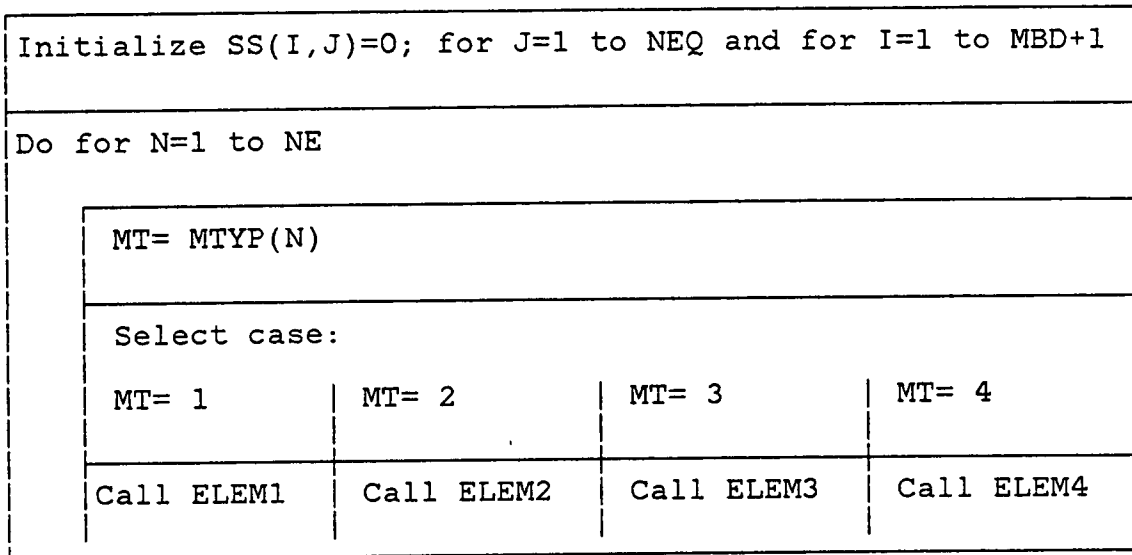 Initialize SS(I,J)=0; for J=1 to NEQ and for I=1 to MBD+1
Do for N=1 to NE
MT= MTYP(N)
Select case:
MT= 1 MT= 2 MT= 3 MT= 4
Call ELEM1 Call ELEM2 Call ELEM3 Call ELEM4